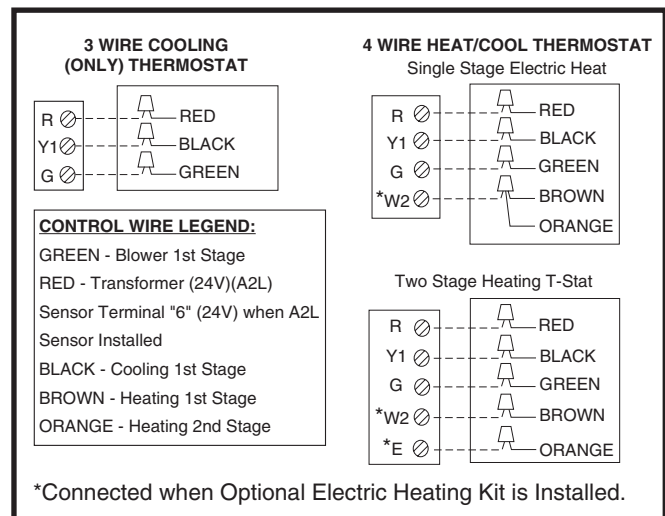 3 WIRE COOLING
(ONLY) THERMOSTAT
R
RED
Y1
BLACK
G
GREEN
CONTROL WIRE LEGEND:
GREEN - Blower 1st Stage
RED - Transformer (24V)(A2L)
Sensor Terminal "6" (24V) when A2L
Sensor Installed
BLACK - Cooling 1st Stage
BROWN - Heating 1st Stage
ORANGE - Heating 2nd Stage
4 WIRE HEAT/COOL THERMOSTAT
Single Stage Electric Heat
R
RED
Y1
BLACK
G
GREEN
*W2
BROWN
ORANGE
Two Stage Heating T-Stat
R
RED
Y1
BLACK
G
GREEN
*W2
BROWN
*E
ORANGE
*Connected when Optional Electric Heating Kit is Installed.